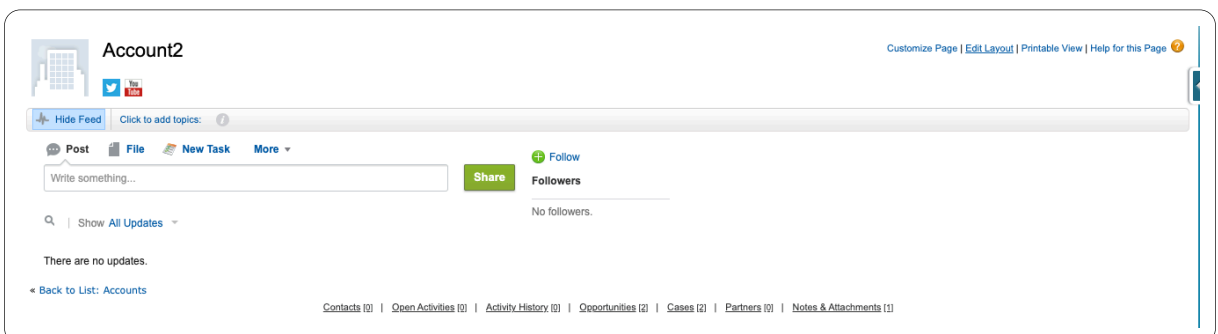 Account2
Customize Page | Edit Layout | Printable View | Help for this Page ?
You Tube
Hide Feed Click to add topics: i
Post File New Task More
Follow
Write something... Share
Followers
No followers.
Show All Updates
There are no updates.
« Back to List: Accounts
Contacts [0] | Open Activities [0] | Activity History [0] | Opportunities [2] | Cases [2] | Partners [0] | Notes & Attachments [1]